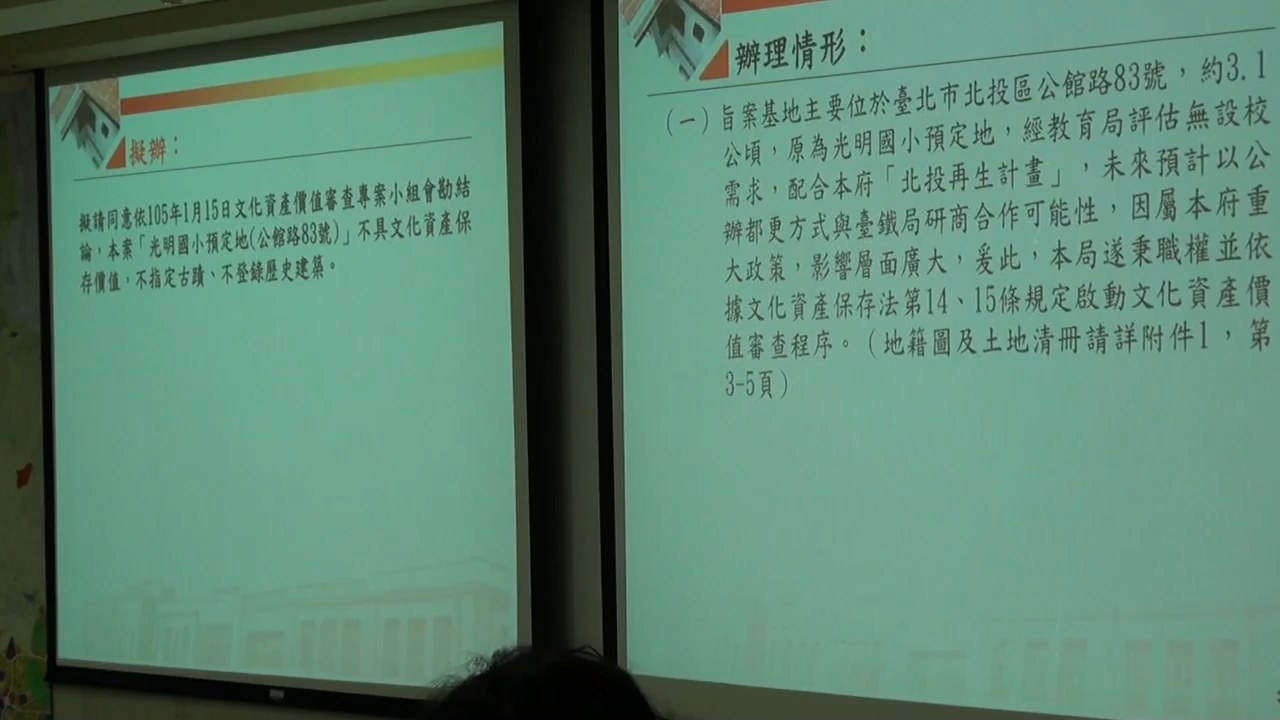 擬辦：
擬請同意依105年1月15日文化資產價值審查專案小組會勘結
論，本案「光明國小預定地(公館路83號)」不具文化資產保
存價值，不指定古蹟、不登錄歷史建築。
辦理情形：
(一)旨案基地主要位於臺北市北投區公館路83號，約3.1
公頃，原為光明國小預定地，經教育局評估無設校
需求，配合本府「北投再生計畫」，未來預計以公
辦都更方式與臺鐵局研商合作可能性，因屬本府重
大政策，影響層面廣大，爰此，本局遂秉職權並依
據文化資產保存法第14、15條規定啟動文化資產價
值審查程序。(地籍圖及土地清冊請詳附件1，第
3-5頁)